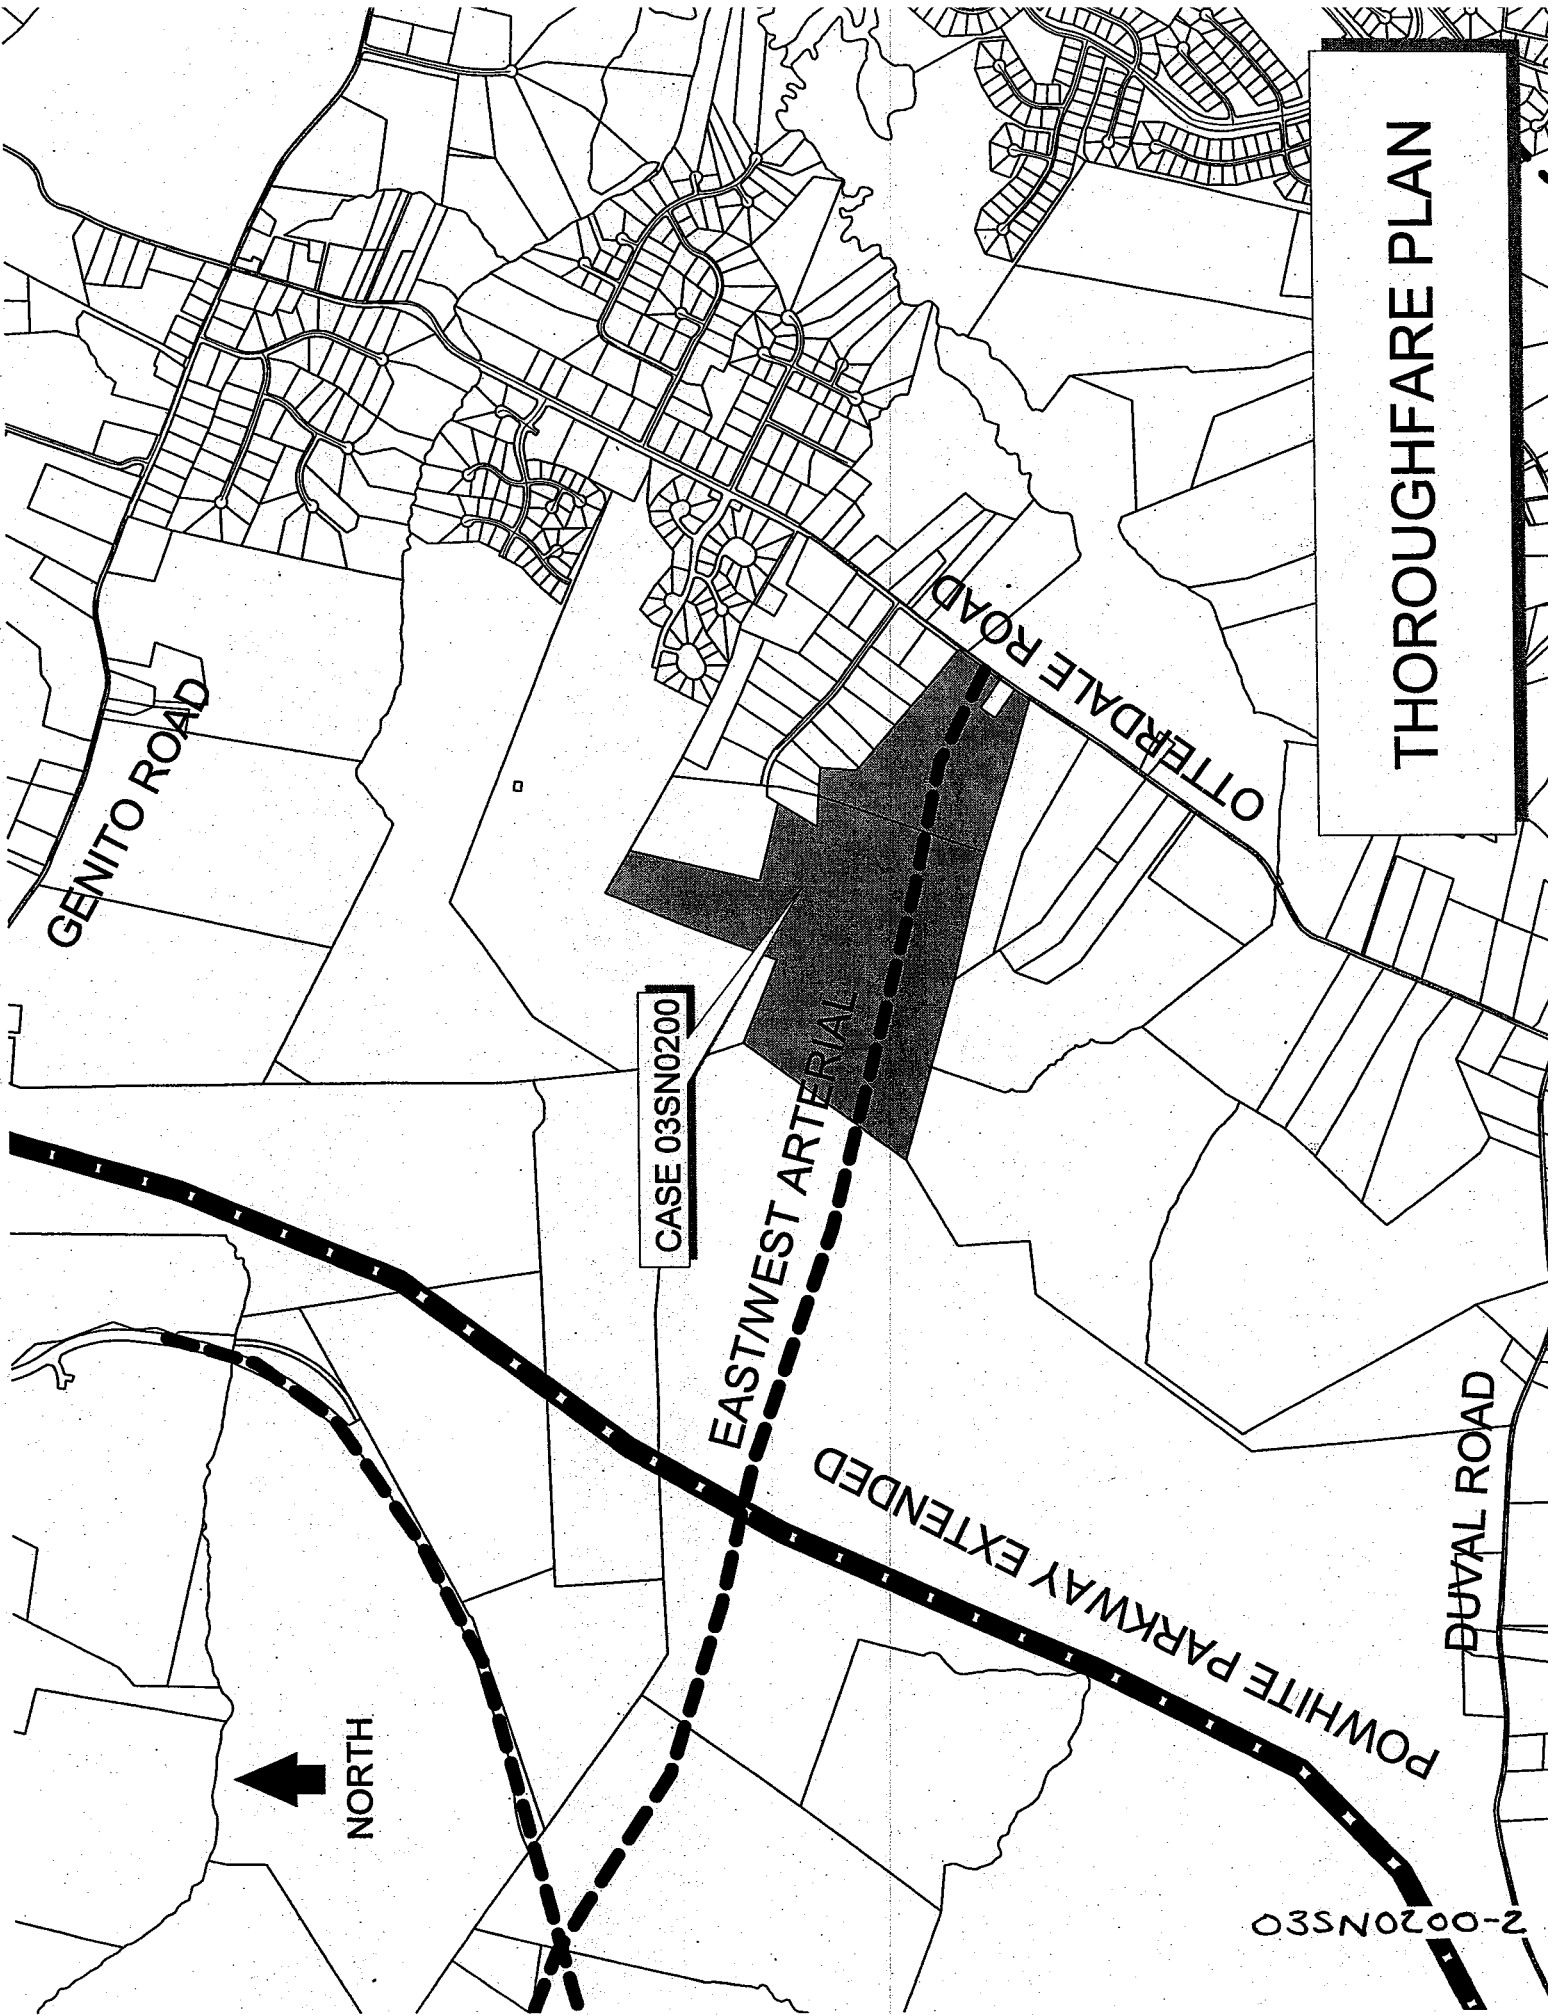 GENITO ROAD
OTTERDALE ROAD
THOROUGHFARE PLAN
CASE 03SN0200
EAST/WEST ARTERIAL
POWHITE PARKWAY EXTENDED
DUVAL ROAD
NORTH
03SN0200-2